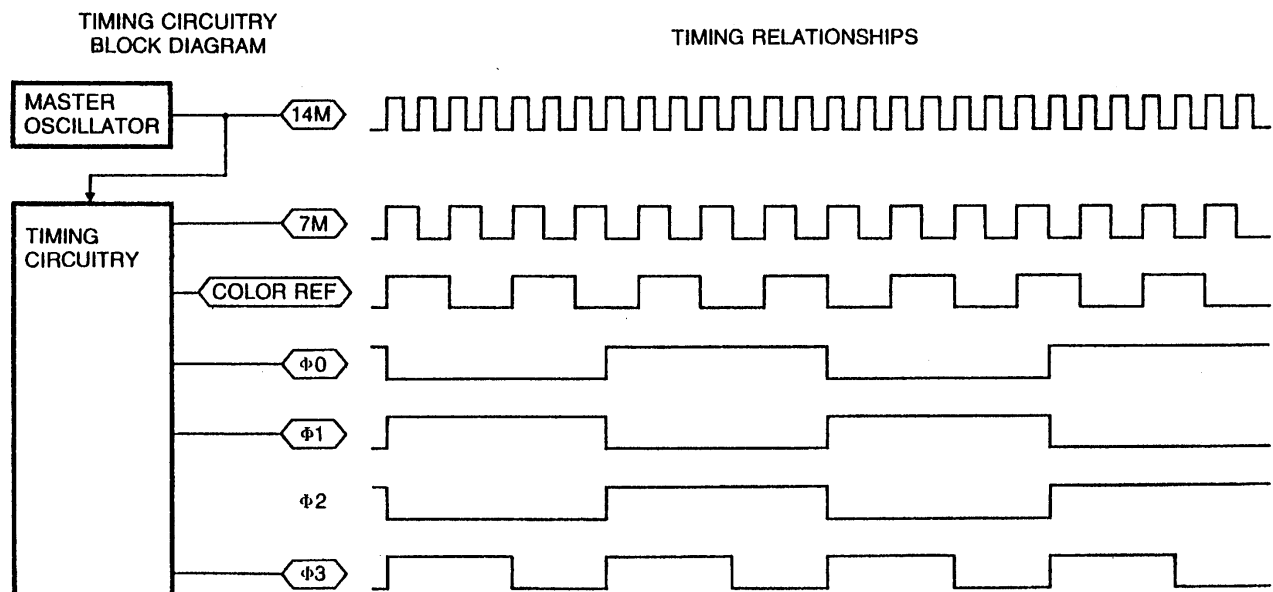 TIMING CIRCUITRY
BLOCK DIAGRAM
TIMING RELATIONSHIPS
MASTER
OSCILLATOR
14M
TIMING
CIRCUITRY
7M
COLOR REF
Φ0
Φ1
Φ2
Φ3